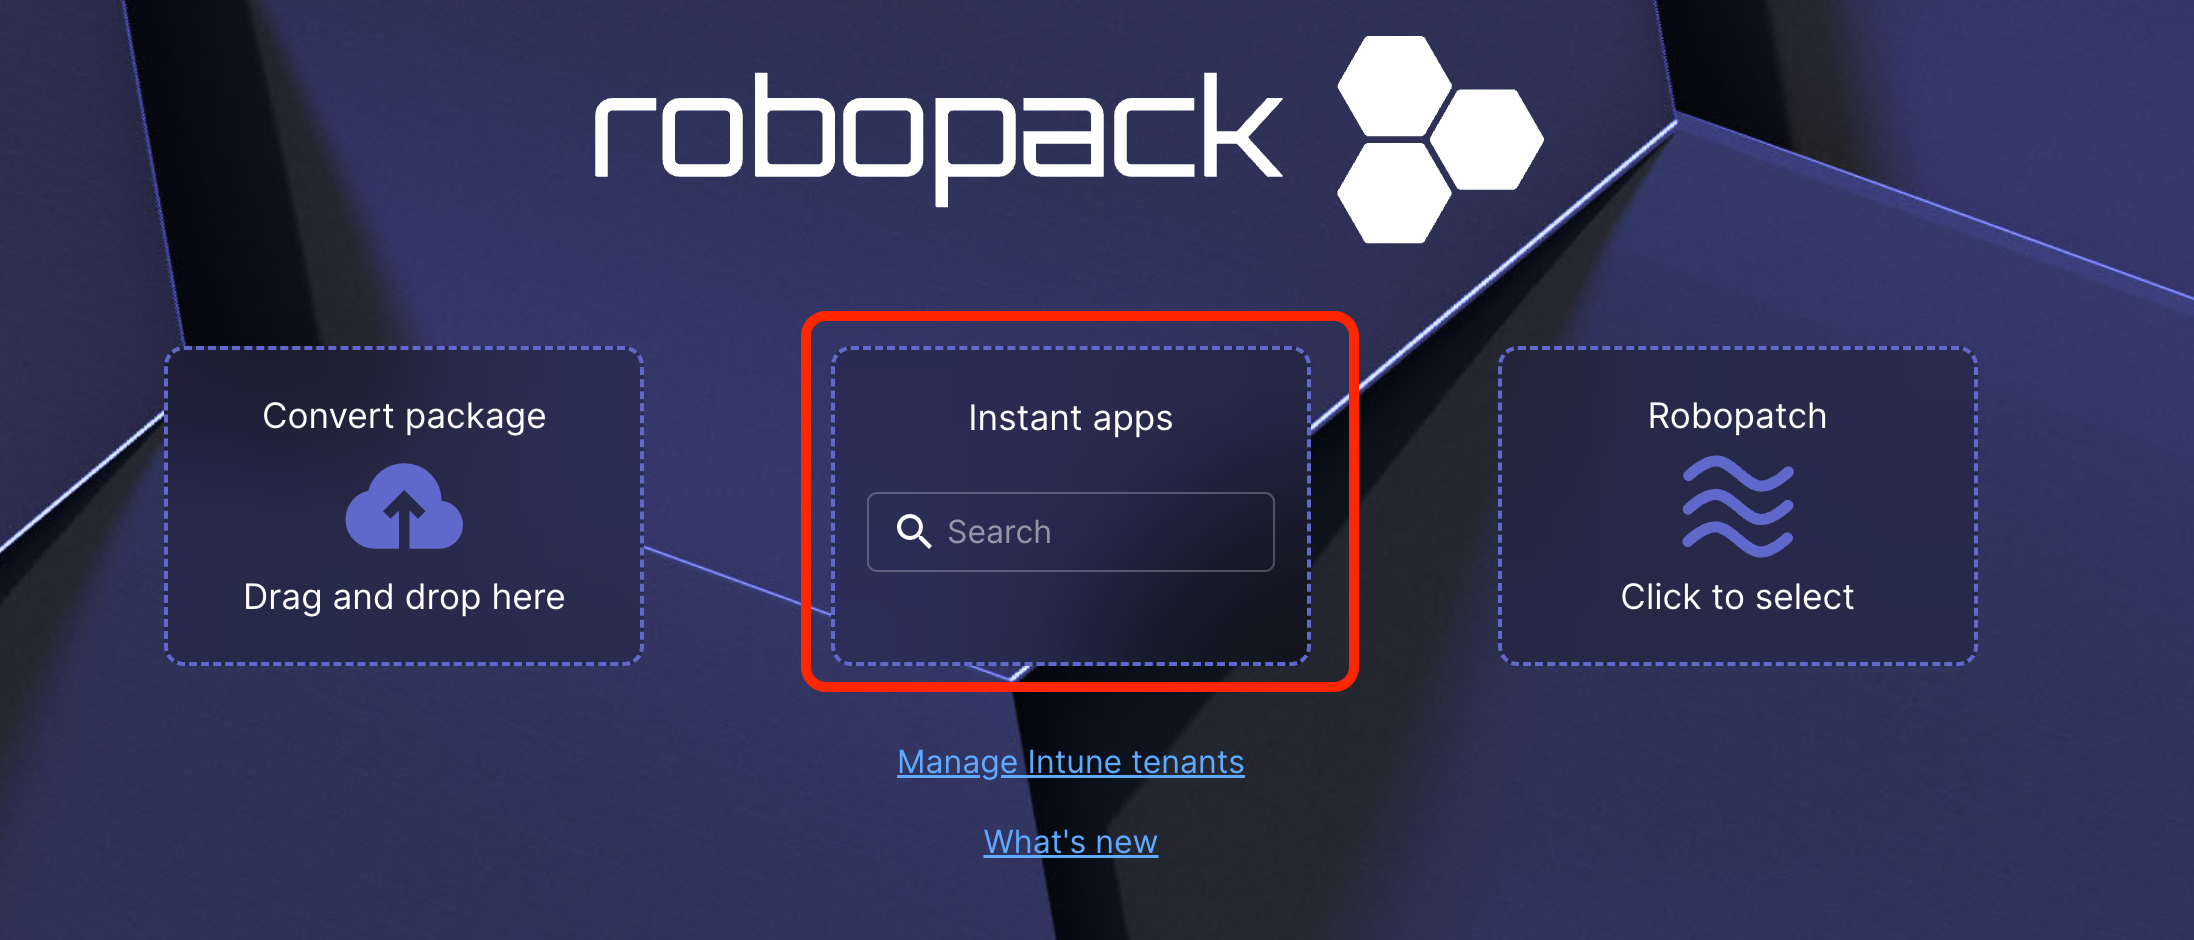 robopack
Convert package
Drag and drop here
Instant apps
Search
Robopatch
Click to select
Manage Intune tenants
What's new